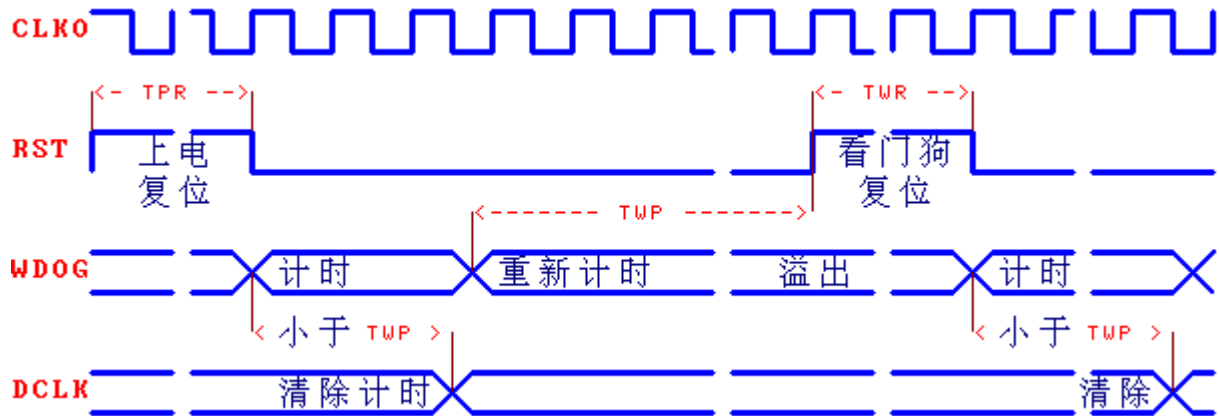 CLKO
<- TPR -->
<- TWR -->
RST
上电
复位
看门狗
复位
<------- TWP ------->
WDOG
计时
重新计时
溢出
计时
< 小于 TWP >
< 小于 TWP >
DCLK
清除计时
清除